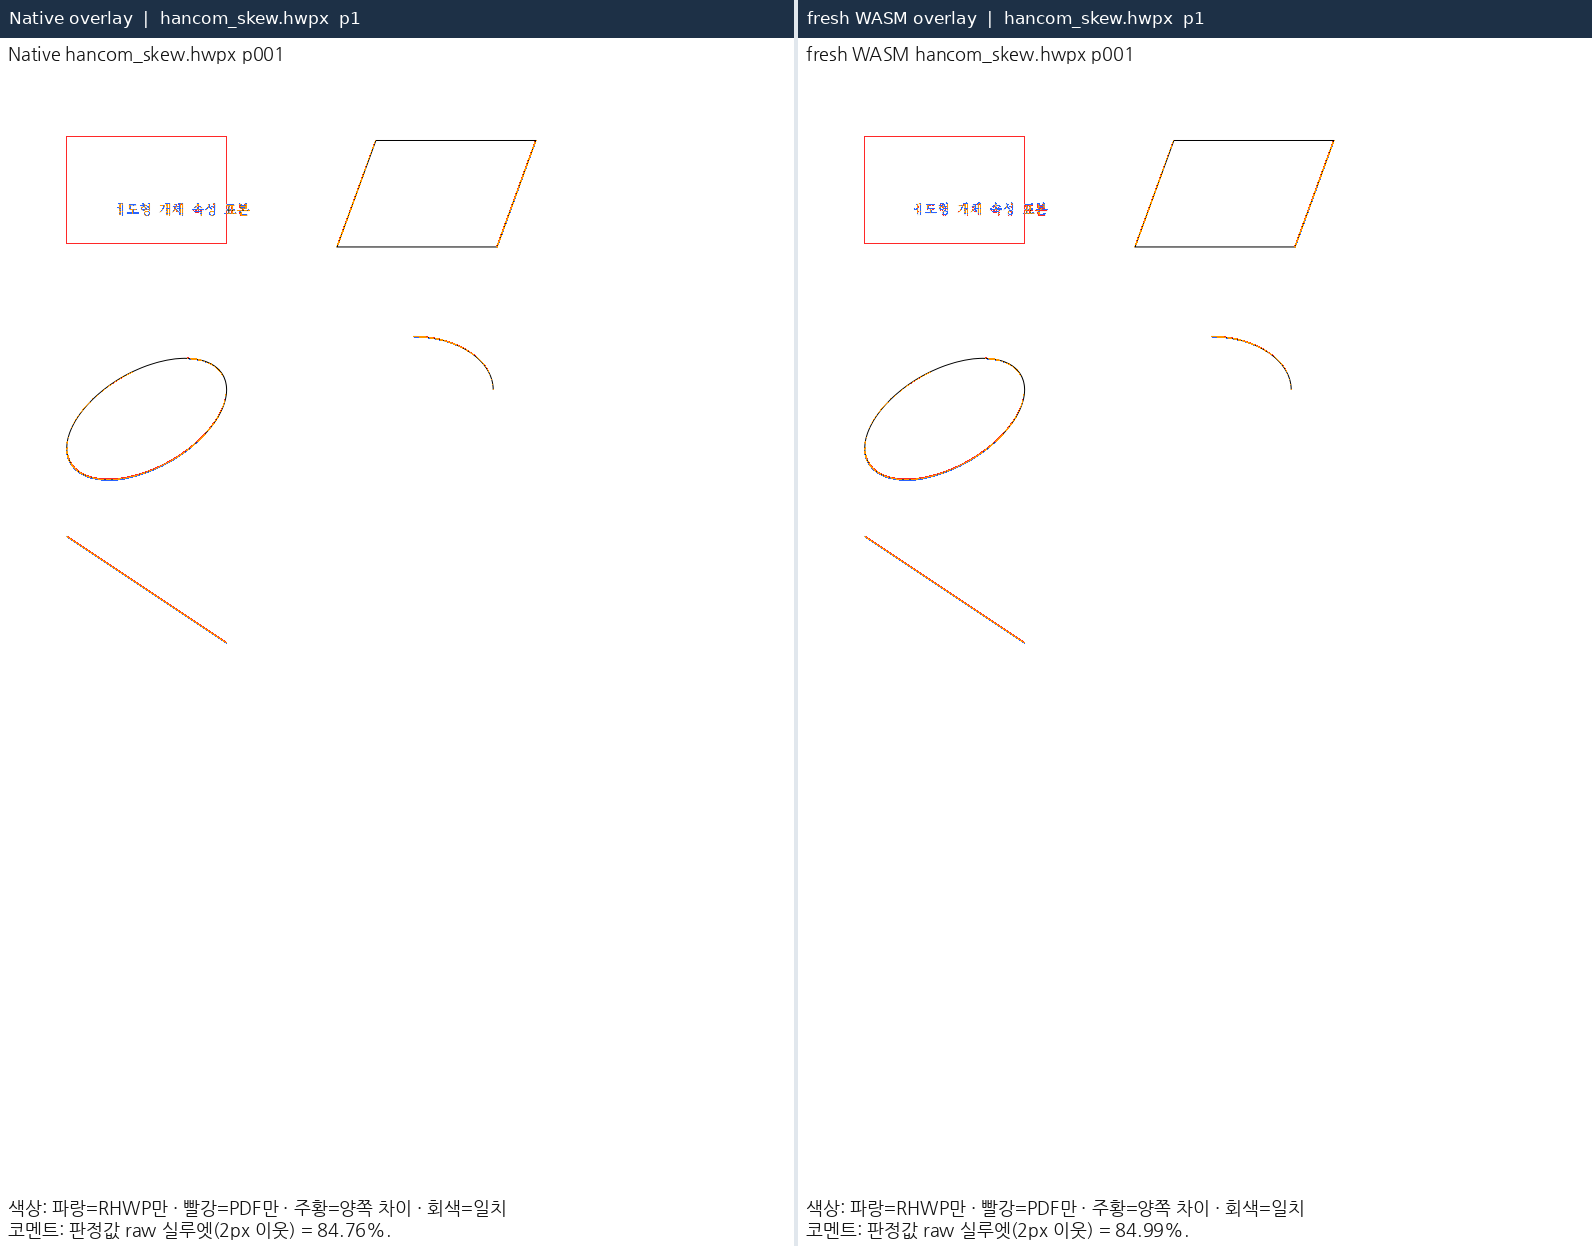 Native overlay | hancom_skew.hwpx p1
Native hancom_skew.hwpx p001
도형 개체 속성 표본
색상: 파랑=RHWP만 · 빨강=PDF만 · 주황=양쪽 차이 · 회색=일치
코멘트: 판정값 raw 실루엣(2px 이웃) = 84.76%.
fresh WASM overlay | hancom_skew.hwpx p1
fresh WASM hancom_skew.hwpx p001
도형 개체 속성 표본
색상: 파랑=RHWP만 · 빨강=PDF만 · 주황=양쪽 차이 · 회색=일치
코멘트: 판정값 raw 실루엣(2px 이웃) = 84.99%.